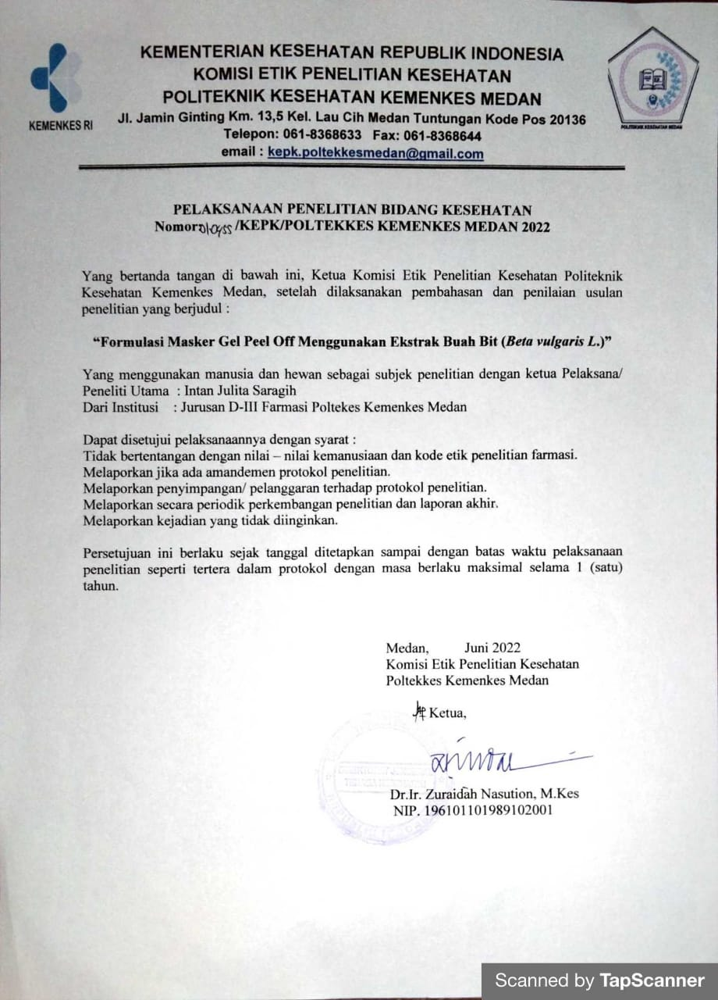 KEMENTERIAN KESEHATAN REPUBLIK INDONESIA
KOMISI ETIK PENELITIAN KESEHATAN
POLITEKNIK KESEHATAN KEMENKES MEDAN
Jl. Jamin Ginting Km. 13,5 Kel. Lau Cih Medan Tuntungan Kode Pos 20136
Telepon: 061-8368633 Fax: 061-8368644
email : kepk.poltekkesmedan@gmail.com
KEMENKES RI
POLITEKNIK KESEHATAN MEDAN
PELAKSANAAN PENELITIAN BIDANG KESEHATAN
Nomor: /KEPK/POLTEKKES KEMENKES MEDAN 2022
Yang bertanda tangan di bawah ini, Ketua Komisi Etik Penelitian Kesehatan Politeknik
Kesehatan Kemenkes Medan, setelah dilaksanakan pembahasan dan penilaian usulan
penelitian yang berjudul :
“Formulasi Masker Gel Peel Off Menggunakan Ekstrak Buah Bit (Beta vulgaris L.)”
Yang menggunakan manusia dan hewan sebagai subjek penelitian dengan ketua Pelaksana/
Peneliti Utama : Intan Julita Saragih
Dari Institusi : Jurusan D-III Farmasi Poltekes Kemenkes Medan
Dapat disetujui pelaksanaannya dengan syarat :
Tidak bertentangan dengan nilai – nilai kemanusiaan dan kode etik penelitian farmasi.
Melaporkan jika ada amandemen protokol penelitian.
Melaporkan penyimpangan/ pelanggaran terhadap protokol penelitian.
Melaporkan secara periodik perkembangan penelitian dan laporan akhir.
Melaporkan kejadian yang tidak diinginkan.
Persetujuan ini berlaku sejak tanggal ditetapkan sampai dengan batas waktu pelaksanaan
penelitian seperti tertera dalam protokol dengan masa berlaku maksimal selama 1 (satu)
tahun.
Medan, Juni 2022
Komisi Etik Penelitian Kesehatan
Poltekkes Kemenkes Medan
Ketua,
Dr.Ir. Zuraidah Nasution, M.Kes
NIP. 196101101989102001
Scanned by TapScanner